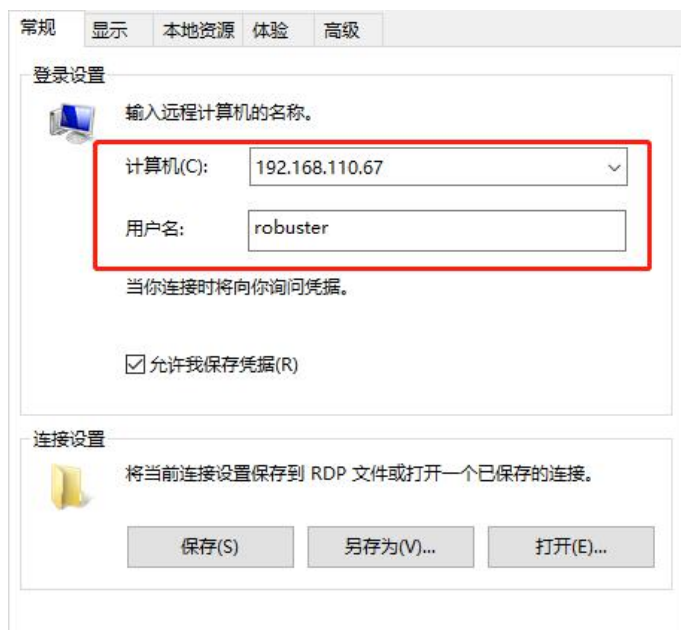 常规 显示 本地资源 体验 高级
登录设置
输入远程计算机的名称。
计算机(C): 192.168.110.67
用户名: robuster
当你连接时将向你询问凭据。
允许我保存凭据(R)
连接设置
将当前连接设置保存到 RDP 文件或打开一个已保存的连接。
保存(S) 另存为(V)... 打开(E)...